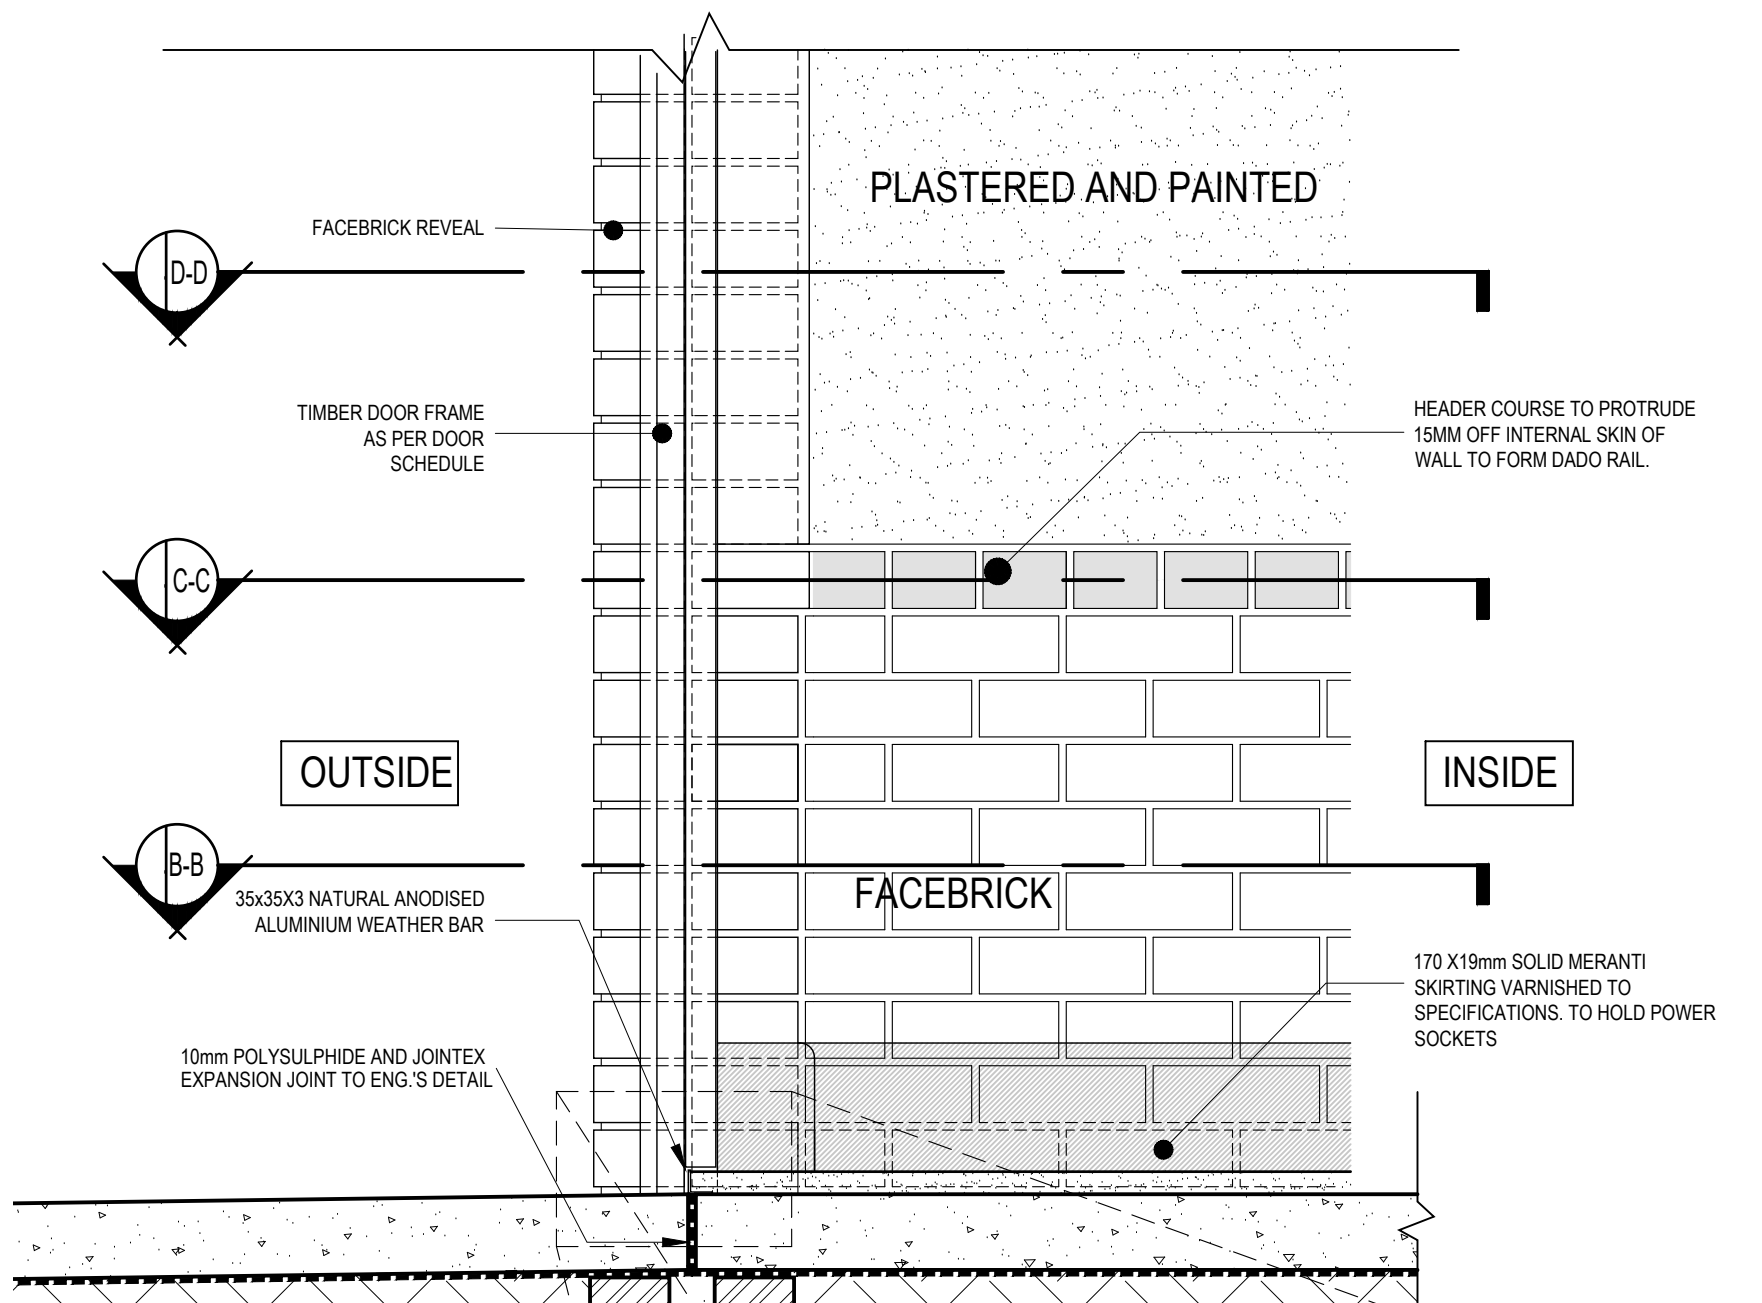 PLASTERED AND PAINTED
FACEBRICK REVEAL
D-D
TIMBER DOOR FRAME
AS PER DOOR
SCHEDULE
HEADER COURSE TO PROTRUDE
15MM OFF INTERNAL SKIN OF
WALL TO FORM DADO RAIL.
C-C
OUTSIDE
INSIDE
B-B
FACEBRICK
35x35X3 NATURAL ANODISED
ALUMINIUM WEATHER BAR
170 X19mm SOLID MERANTI
SKIRTING VARNISHED TO
SPECIFICATIONS. TO HOLD POWER
SOCKETS
10mm POLYSULPHIDE AND JOINTEX
EXPANSION JOINT TO ENG.'S DETAIL